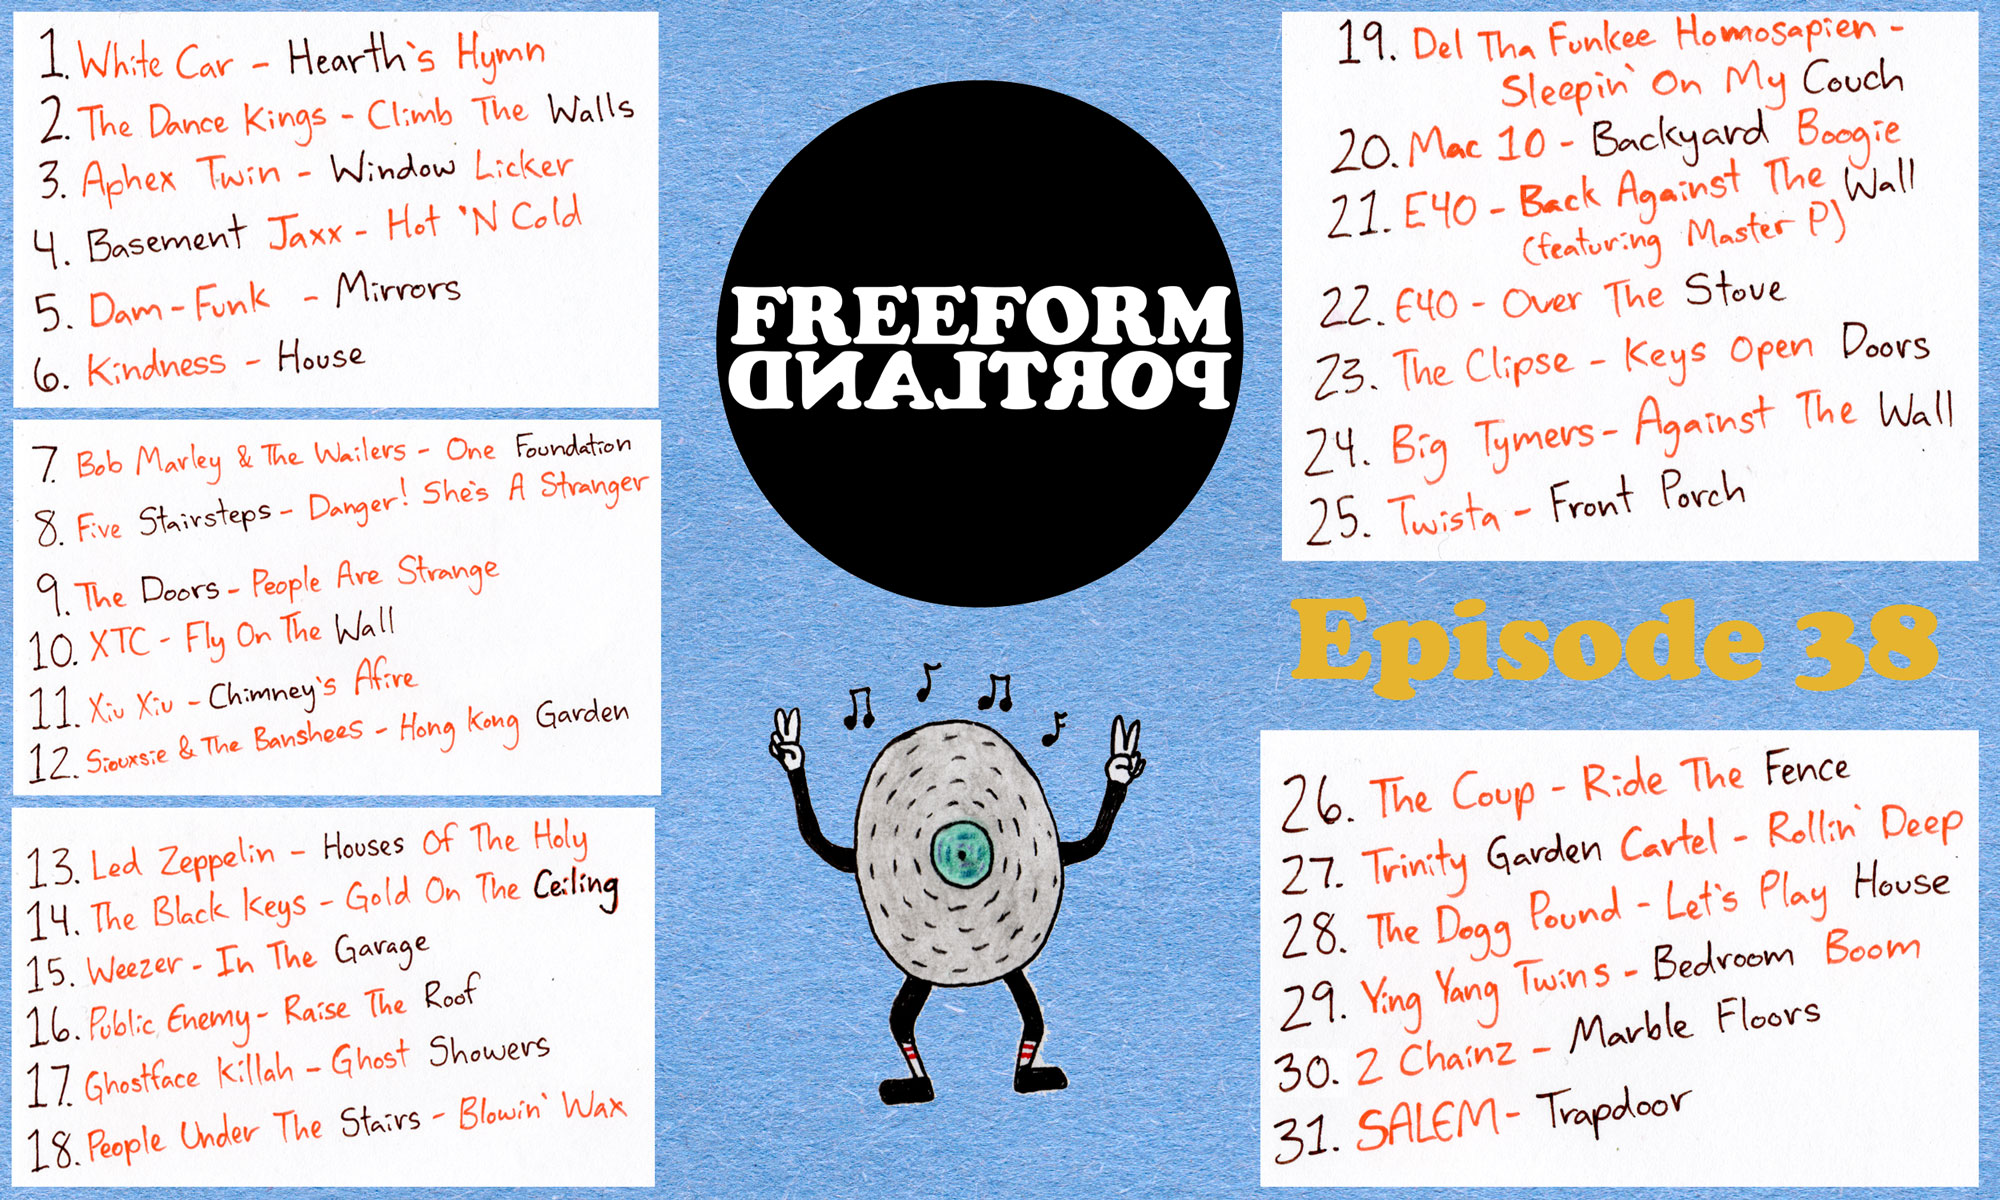 1. White Car - Hearth's Hymn
2. The Dance Kings - Climb The Walls
3. Aphex Twin - Window Licker
4. Basement Jaxx - Hot 'N Cold
5. Dam-Funk - Mirrors
6. Kindness - House
7. Bob Marley & The Wailers - One Foundation
8. Five Stairsteps - Danger! She's A Stranger
9. The Doors - People Are Strange
10. XTC - Fly On The Wall
11. Xiu Xiu - Chimney's Afire
12. Siouxsie & The Banshees - Hong Kong Garden
13. Led Zeppelin - Houses Of The Holy
14. The Black Keys - Gold On The Ceiling
15. Weezer - In The Garage
16. Public Enemy - Raise The Roof
17. Ghostface Killah - Ghost Showers
18. People Under The Stairs - Blowin' Wax
FREEFORM
PORTLAND
19. Del Tha Funkee Homosapien -
Sleepin' On My Couch
20. Mac 10 - Backyard Boogie
21. E40 - Back Against The Wall
(featuring Master P)
22. E40 - Over The Stove
23. The Clipse - Keys Open Doors
24. Big Tymers - Against The Wall
25. Twista - Front Porch
Episode 38
26. The Coup - Ride The Fence
27. Trinity Garden Cartel - Rollin' Deep
28. The Dogg Pound - Let's Play House
29. Ying Yang Twins - Bedroom Boom
30. 2 Chainz - Marble Floors
31. SALEM - Trapdoor